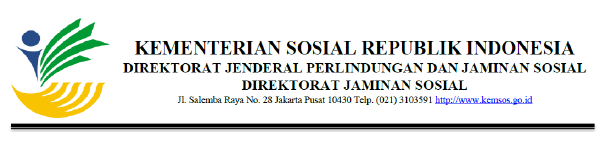 KEMENTERIAN SOSIAL REPUBLIK INDONESIA
DIREKTORAT JENDERAL PERLINDUNGAN DAN JAMINAN SOSIAL
DIREKTORAT JAMINAN SOSIAL
Jl. Salemba Raya No. 28 Jakarta Pusat 10430 Telp. (021) 3103591 http://www.kemsos.go.id